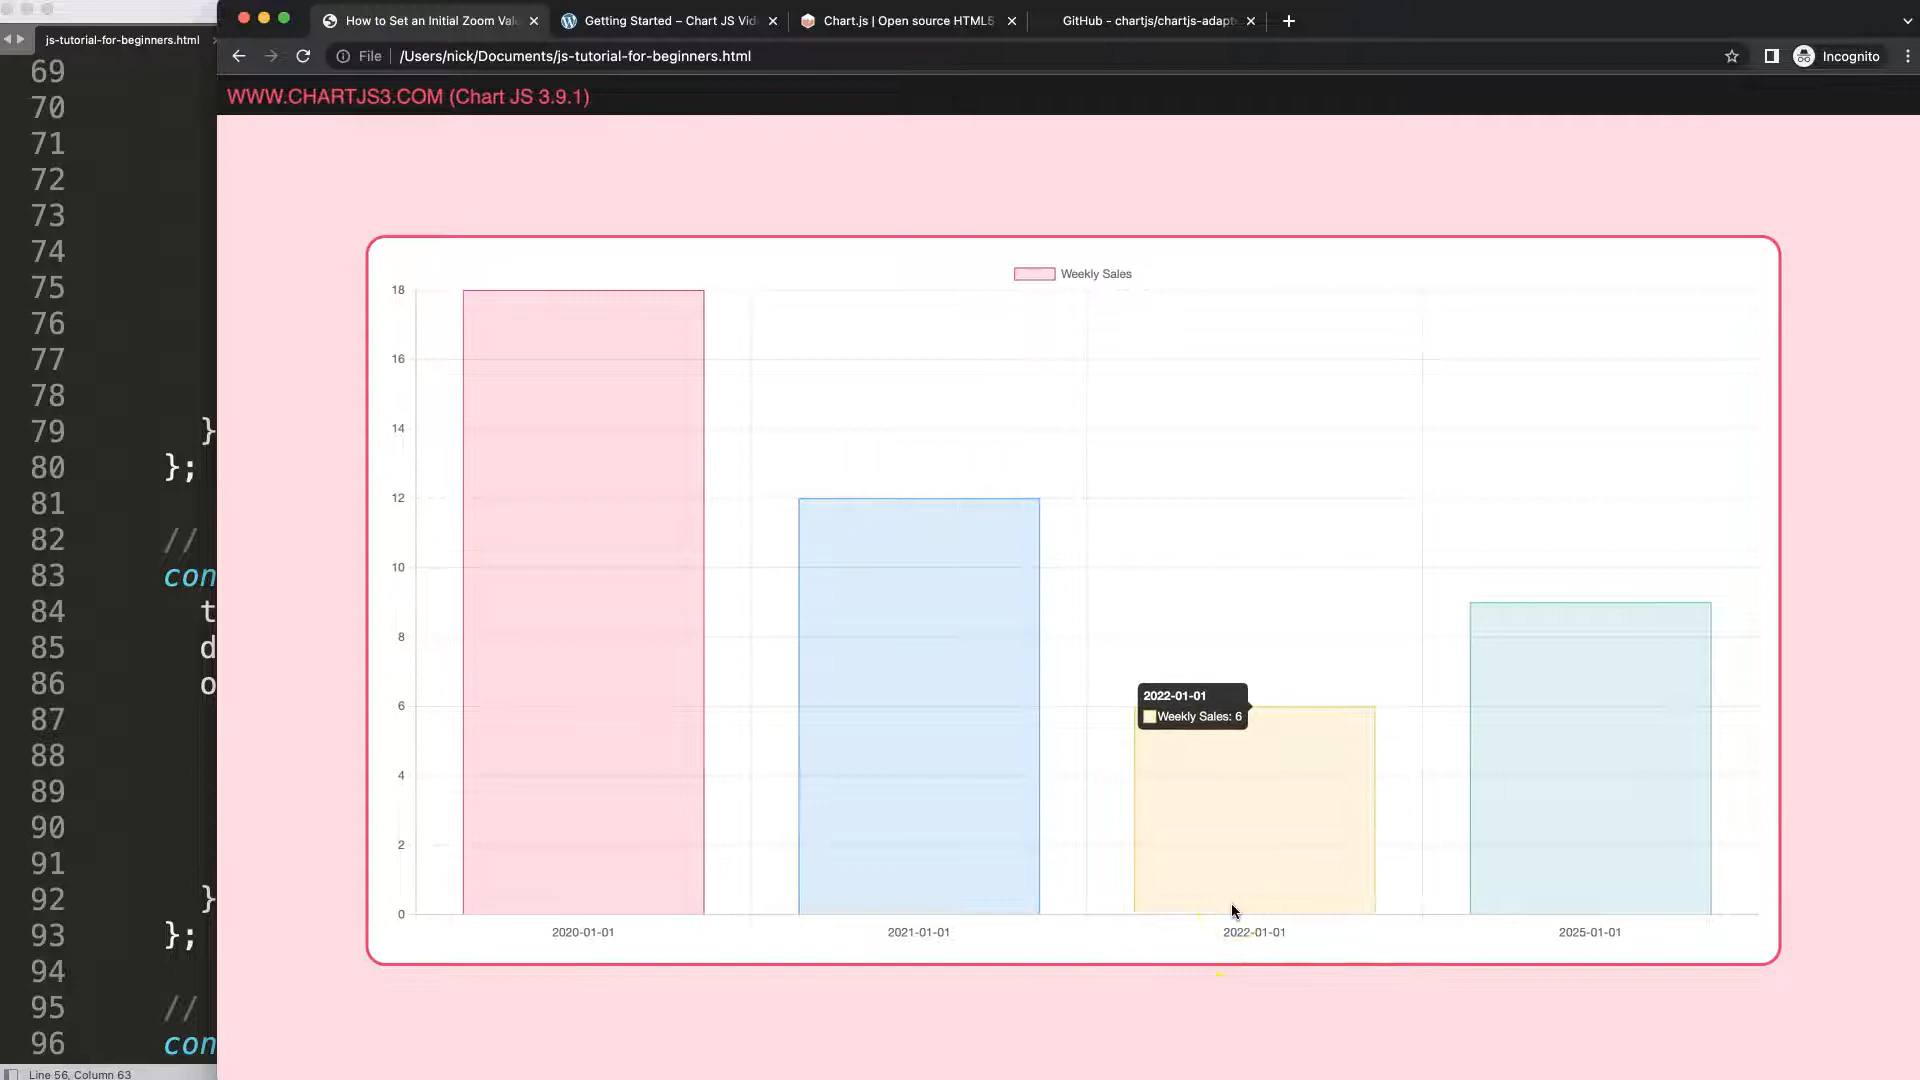 js-tutorial-for-beginners.html
69
70
71
72
73
74
75
76
77
78
79 }
80 };
81
82 //
83 con
84 t
85 d
86 o
87
88
89
90
91
92 }
93 };
94
95 //
96 con
Line 56, Column 63
How to Set an Initial Zoom Valu
Getting Started – Chart JS Vid
Chart.js | Open source HTML5
GitHub - chartjs/chartjs-adapt
File
/Users/nick/Documents/js-tutorial-for-beginners.html
Incognito
WWW.CHARTJS3.COM (Chart JS 3.9.1)
Weekly Sales
18
16
14
12
10
8
6
4
2
0
2022-01-01
Weekly Sales: 6
2020-01-01
2021-01-01
2022-01-01
2025-01-01